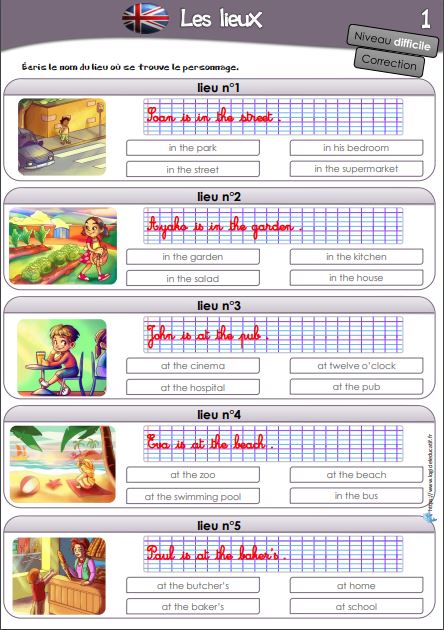 Les lieux
1
Niveau difficile
Correction
Écris le nom du lieu où se trouve le personnage.
lieu n°1
Soan is in the street .
in the park
in his bedroom
in the street
in the supermarket
lieu n°2
Ayako is in the garden .
in the garden
in the kitchen
in the salad
in the house
lieu n°3
John is at the pub .
at the cinema
at twelve o'clock
at the hospital
at the pub
lieu n°4
Eva is at the beach .
at the zoo
at the beach
at the swimming pool
in the bus
https://www.logicieleducatif.fr
lieu n°5
Paul is at the baker's .
at the butcher's
at home
at the baker's
at school